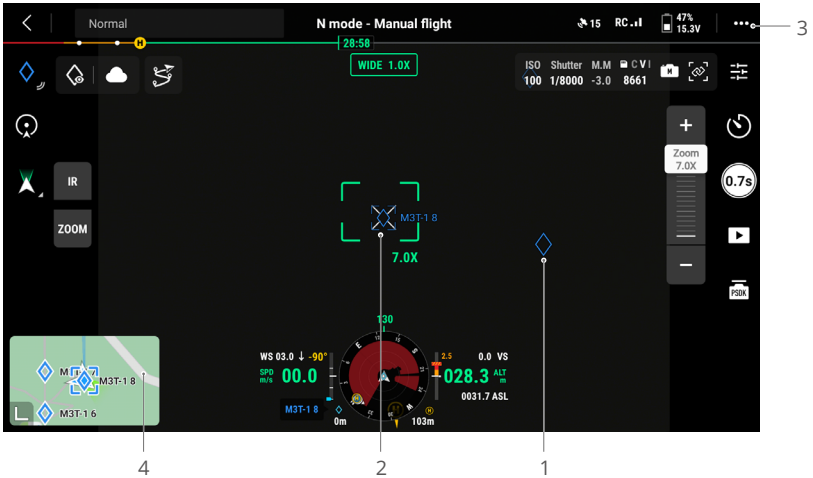 Normal
N mode - Manual flight
15
RC
47%
15.3V
3
H
28:58
WIDE 1.0X
ISO
100
Shutter
1/8000
M.M
-3.0
C V I
8661
M
+
Zoom
7.0X
0.7s
IR
ZOOM
M3T-1 8
7.0X
PSDK
130
WS 03.0 ↓ -90°
2.5
0.0 VS
SPD
m/s
00.0
028.3
ALT
m
0031.7 ASL
E
S
W
M3T-1 8
0m
H
103m
M3T-1 8
M3T-1 6
4
2
1